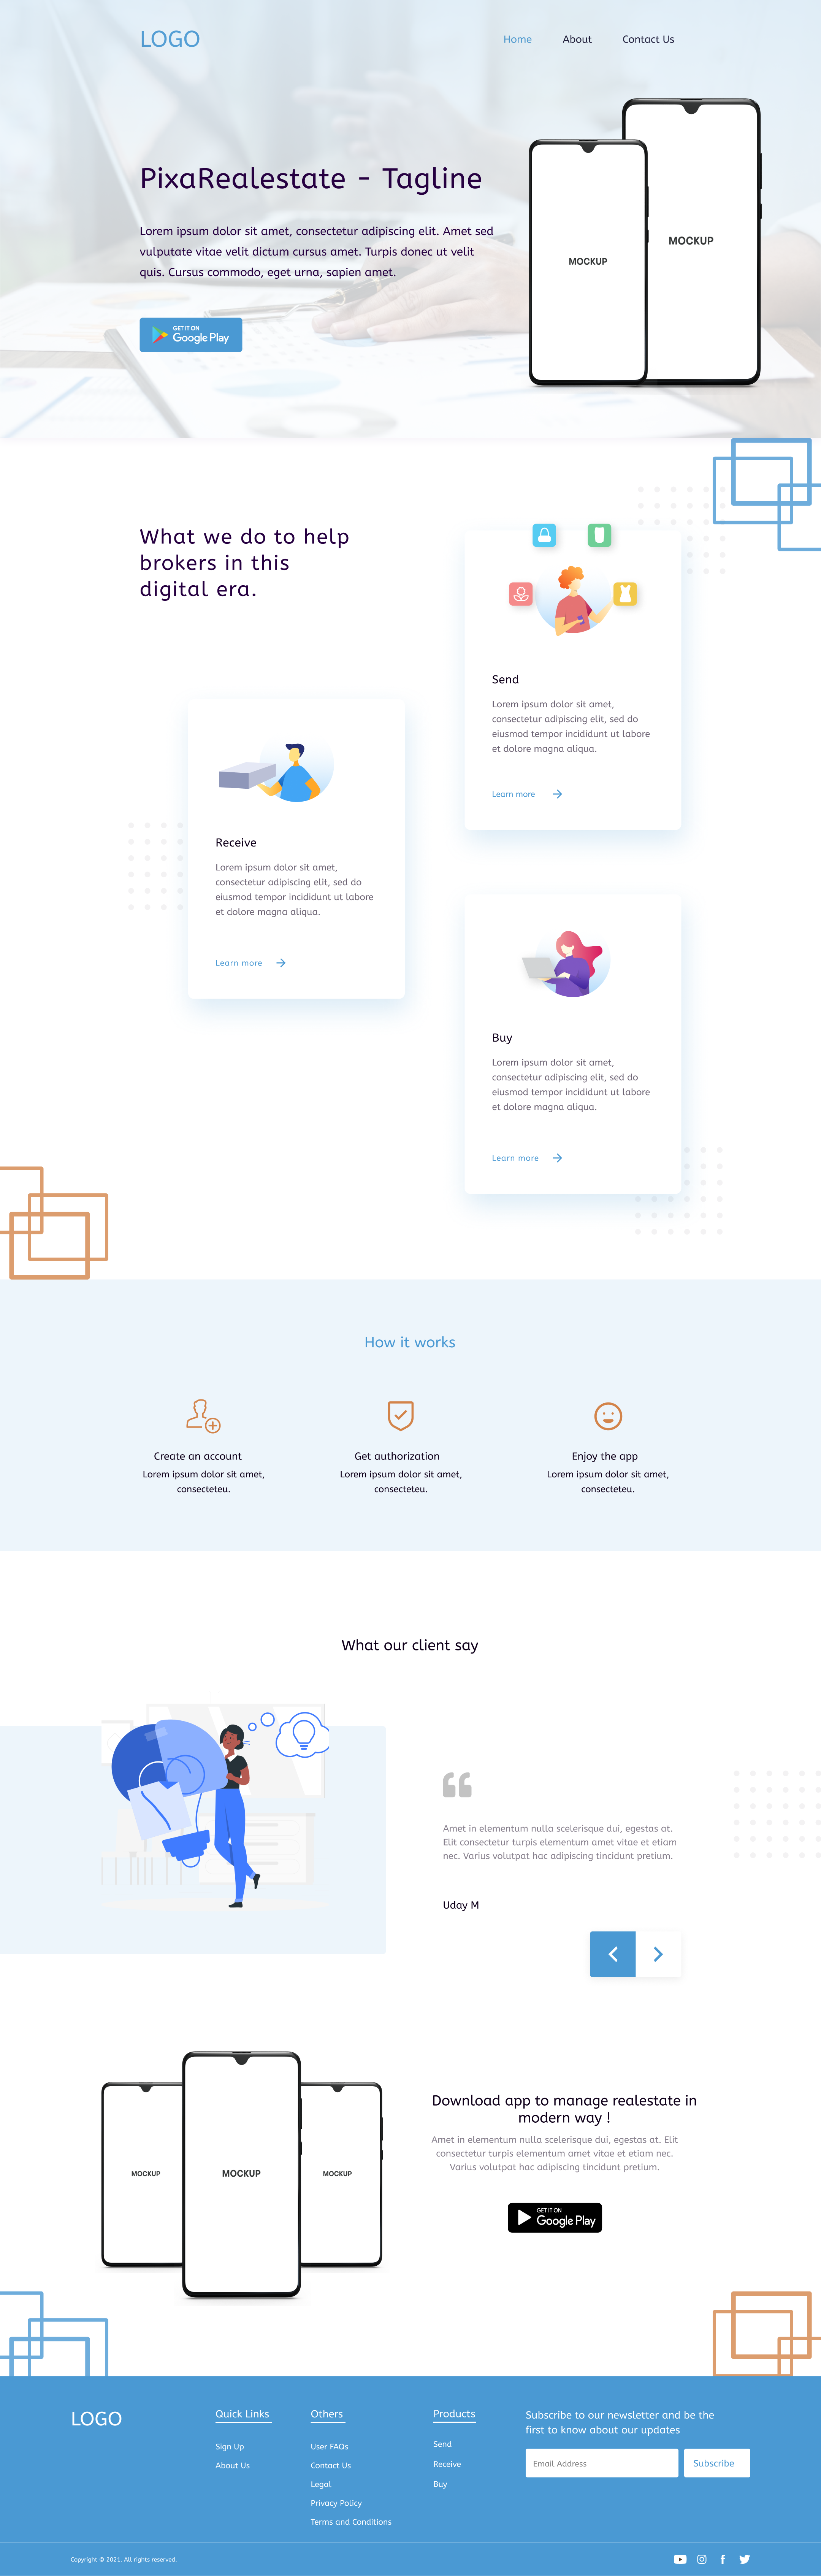 LOGO
Home
About
Contact Us
PixaRealestate - Tagline
Lorem ipsum dolor sit amet, consectetur adipiscing elit. Amet sed
vulputate vitae velit dictum cursus amet. Turpis donec ut velit
quis. Cursus commodo, eget urna, sapien amet.
GET IT ON
Google Play
MOCKUP
MOCKUP
What we do to help
brokers in this
digital era.
Send
Lorem ipsum dolor sit amet,
consectetur adipiscing elit, sed do
eiusmod tempor incididunt ut labore
et dolore magna aliqua.
Learn more
Receive
Lorem ipsum dolor sit amet,
consectetur adipiscing elit, sed do
eiusmod tempor incididunt ut labore
et dolore magna aliqua.
Learn more
Buy
Lorem ipsum dolor sit amet,
consectetur adipiscing elit, sed do
eiusmod tempor incididunt ut labore
et dolore magna aliqua.
Learn more
How it works
Create an account
Lorem ipsum dolor sit amet,
consecteteu.
Get authorization
Lorem ipsum dolor sit amet,
consecteteu.
Enjoy the app
Lorem ipsum dolor sit amet,
consecteteu.
What our client say
Amet in elementum nulla scelerisque dui, egestas at.
Elit consectetur turpis elementum amet vitae et etiam
nec. Varius volutpat hac adipiscing tincidunt pretium.
Uday M
MOCKUP
MOCKUP
MOCKUP
Download app to manage realestate in
modern way !
Amet in elementum nulla scelerisque dui, egestas at. Elit
consectetur turpis elementum amet vitae et etiam nec.
Varius volutpat hac adipiscing tincidunt pretium.
GET IT ON
Google Play
LOGO
Quick Links
Sign Up
About Us
Others
User FAQs
Contact Us
Legal
Privacy Policy
Terms and Conditions
Products
Send
Receive
Buy
Subscribe to our newsletter and be the
first to know about our updates
Email Address
Subscribe
Copyright © 2021. All rights reserved.